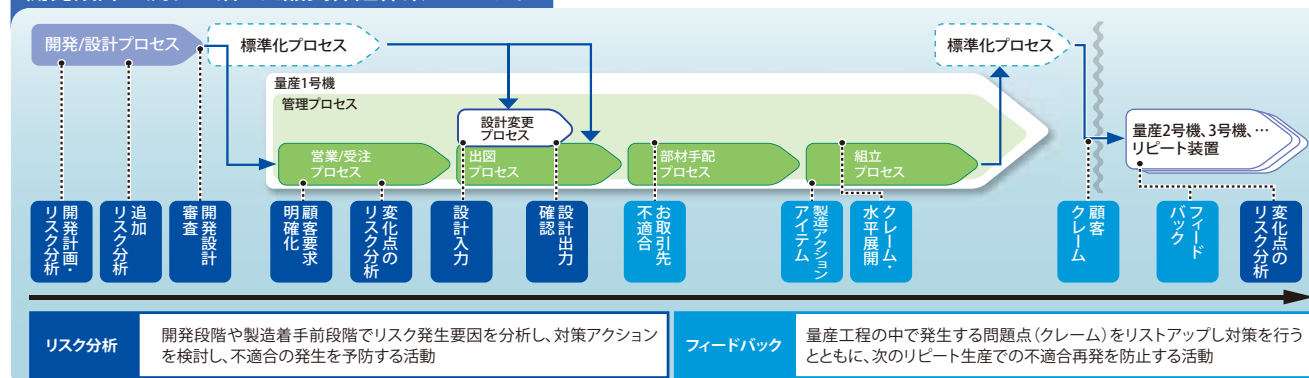 開発/設計プロセス
標準化プロセス
標準化プロセス
量産1号機
管理プロセス
設計変更
プロセス
営業/受注
プロセス
出図
プロセス
部材手配
プロセス
組立
プロセス
量産2号機、3号機、…
リピート装置
開発計画・
リスク分析
追加
リスク分析
開発設計
審査
顧客要求
明確化
変化点の
リスク分析
設計入力
設計出力
確認
お取引先
不適合
製造アクション
アイテム
クレーム・
水平展開
顧客
クレーム
フィード
バック
変化点の
リスク分析
リスク分析
開発段階や製造着手前段階でリスク発生要因を分析し、対策アクション
を検討し、不適合の発生を予防する活動
フィードバック
量産工程の中で発生する問題点(クレーム)をリストアップし対策を行う
とともに、次のリピート生産での不適合再発を防止する活動